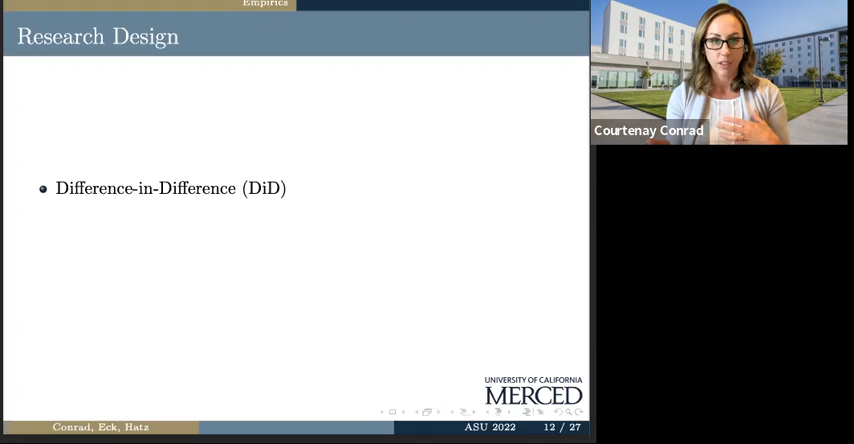 Empirics
Research Design
Difference-in-Difference (DiD)
UNIVERSITY OF CALIFORNIA
MERCED
Conrad, Eck, Hatz
ASU 2022
12 / 27
Courtenay Conrad